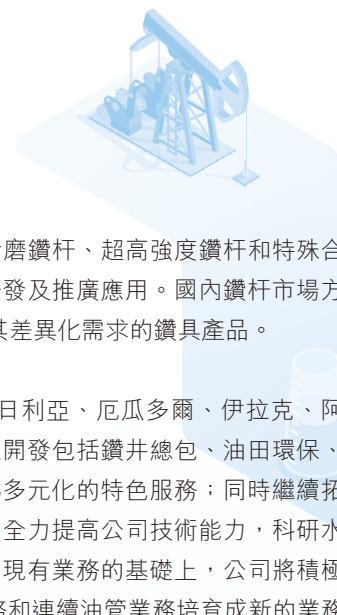 磨鑽杆、超高強度鑽杆和特殊合
發及推廣應用。國內鑽杆市場方
其差異化需求的鑽具產品。
日利亞、厄瓜多爾、伊拉克、阿
開發包括鑽井總包、油田環保、
多元化的特色服務；同時繼續拓
全力提高公司技術能力，科研水
現有業務的基礎上，公司將積極
和連續油管業務培育成新的業務